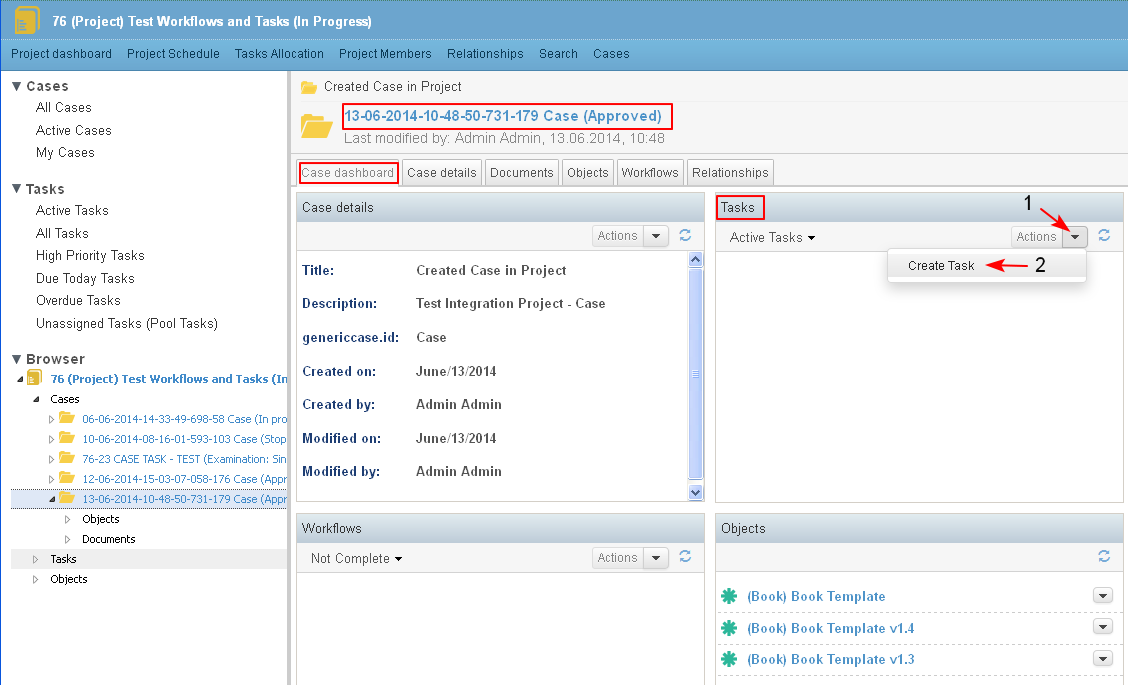 76 (Project) Test Workflows and Tasks (In Progress)
Project dashboard Project Schedule Tasks Allocation Project Members Relationships Search Cases
Cases
All Cases
Active Cases
My Cases
Tasks
Active Tasks
All Tasks
High Priority Tasks
Due Today Tasks
Overdue Tasks
Unassigned Tasks (Pool Tasks)
Browser
76 (Project) Test Workflows and Tasks (In
Cases
06-06-2014-14-33-49-698-58 Case (In pro
10-06-2014-08-16-01-593-103 Case (Stop
76-23 CASE TASK - TEST (Examination: Sin
12-06-2014-15-03-07-058-176 Case (Appr
13-06-2014-10-48-50-731-179 Case (Appr
Objects
Documents
Tasks
Objects
Created Case in Project
13-06-2014-10-48-50-731-179 Case (Approved)
Last modified by: Admin Admin, 13.06.2014, 10:48
Case dashboard Case details Documents Objects Workflows Relationships
Case details
Actions
Title: Created Case in Project
Description: Test Integration Project - Case
genericcase.id: Case
Created on: June/13/2014
Created by: Admin Admin
Modified on: June/13/2014
Modified by: Admin Admin
Tasks
1
Active Tasks Actions
Create Task 2
Workflows
Not Complete Actions
Objects
(Book) Book Template
(Book) Book Template v1.4
(Book) Book Template v1.3